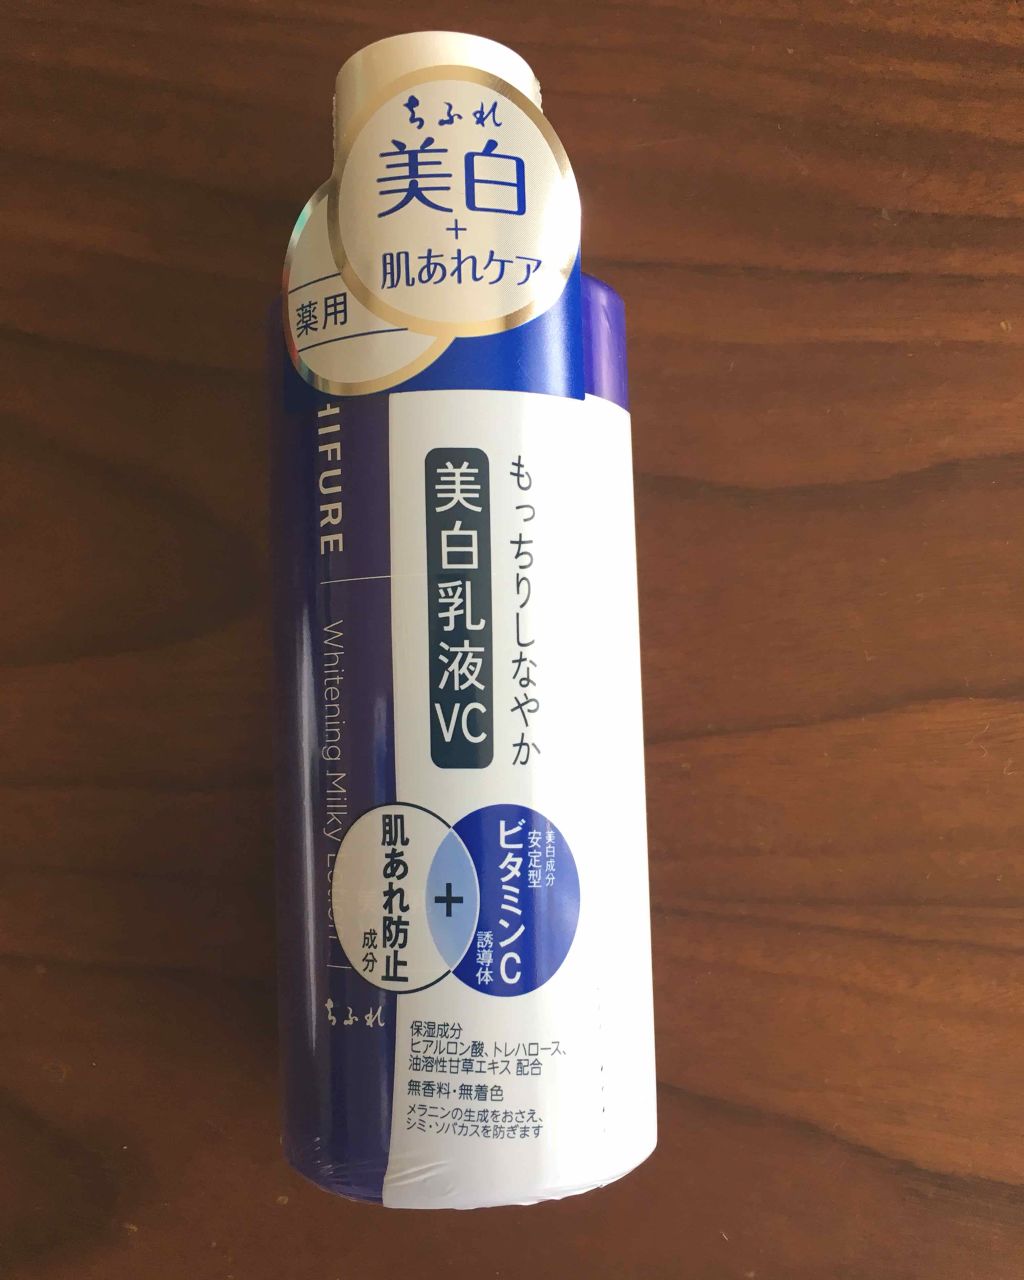 ちふれ
美白
+
肌あれケア
薬用
HIFURE
Whitening Milky Lotion
ちふれ
もっちりしなやか
美白乳液VC
美白成分
安定型
ビタミンC
誘導体
+
肌あれ防止
成分
保湿成分
ヒアルロン酸、トレハロース、
油溶性甘草エキス 配合
無香料・無着色
メラニンの生成をおさえ、
シミ・ソバカスを防ぎます